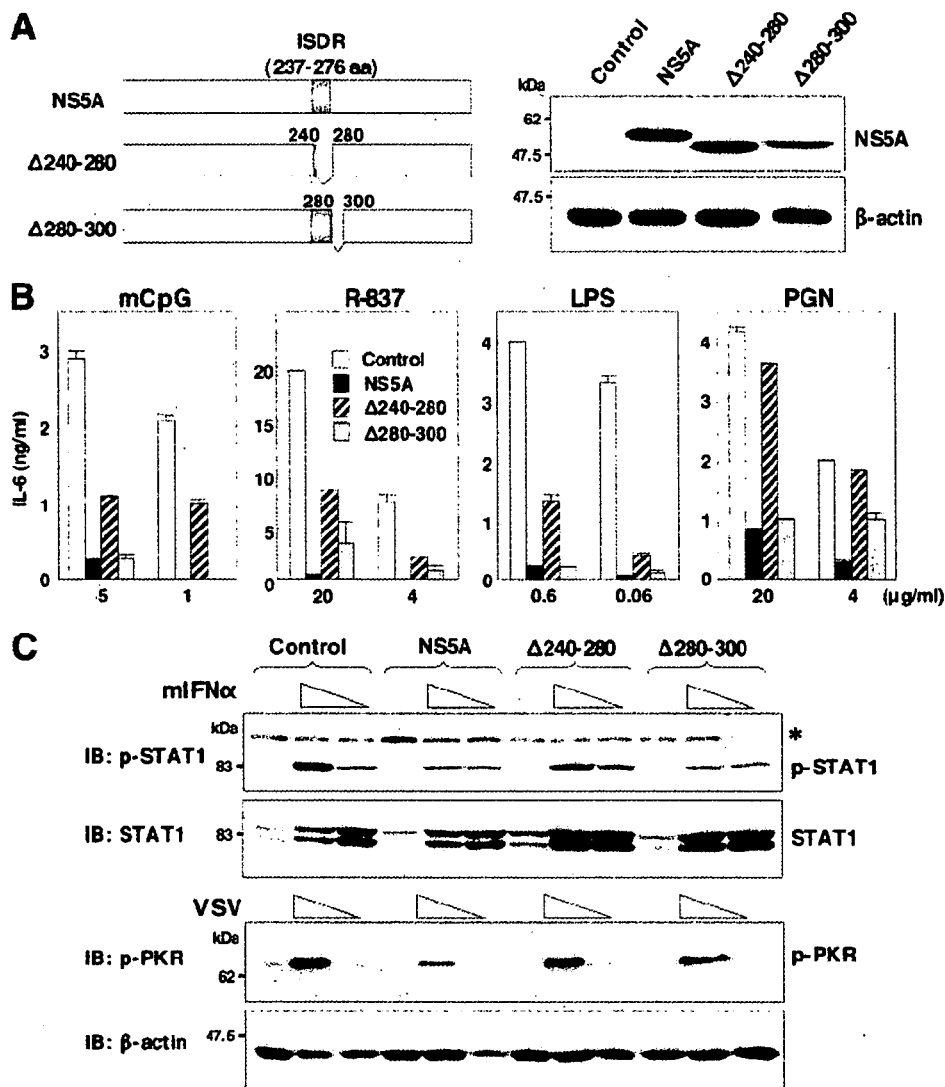 A
ISDR
(237-276 aa)
NS5A
240 280
Δ240-280
280 300
Δ280-300
Control NS5A Δ240-280 Δ280-300
kDa
62
47.5
NS5A
47.5
β-actin
B
mCpG R-837 LPS PGN
IL-6 (ng/ml)
3
2
1
0
5 1
20
15
10
5
0
Control
NS5A
Δ240-280
Δ280-300
20 4
4
3
2
1
0
0.6 0.06
4
3
2
1
0
20 4 (μg/ml)
C
Control NS5A Δ240-280 Δ280-300
mIFNα
kDa
*
IB: p-STAT1 83 p-STAT1
IB: STAT1 83 STAT1
VSV
kDa
IB: p-PKR 62 p-PKR
IB: β-actin 47.5